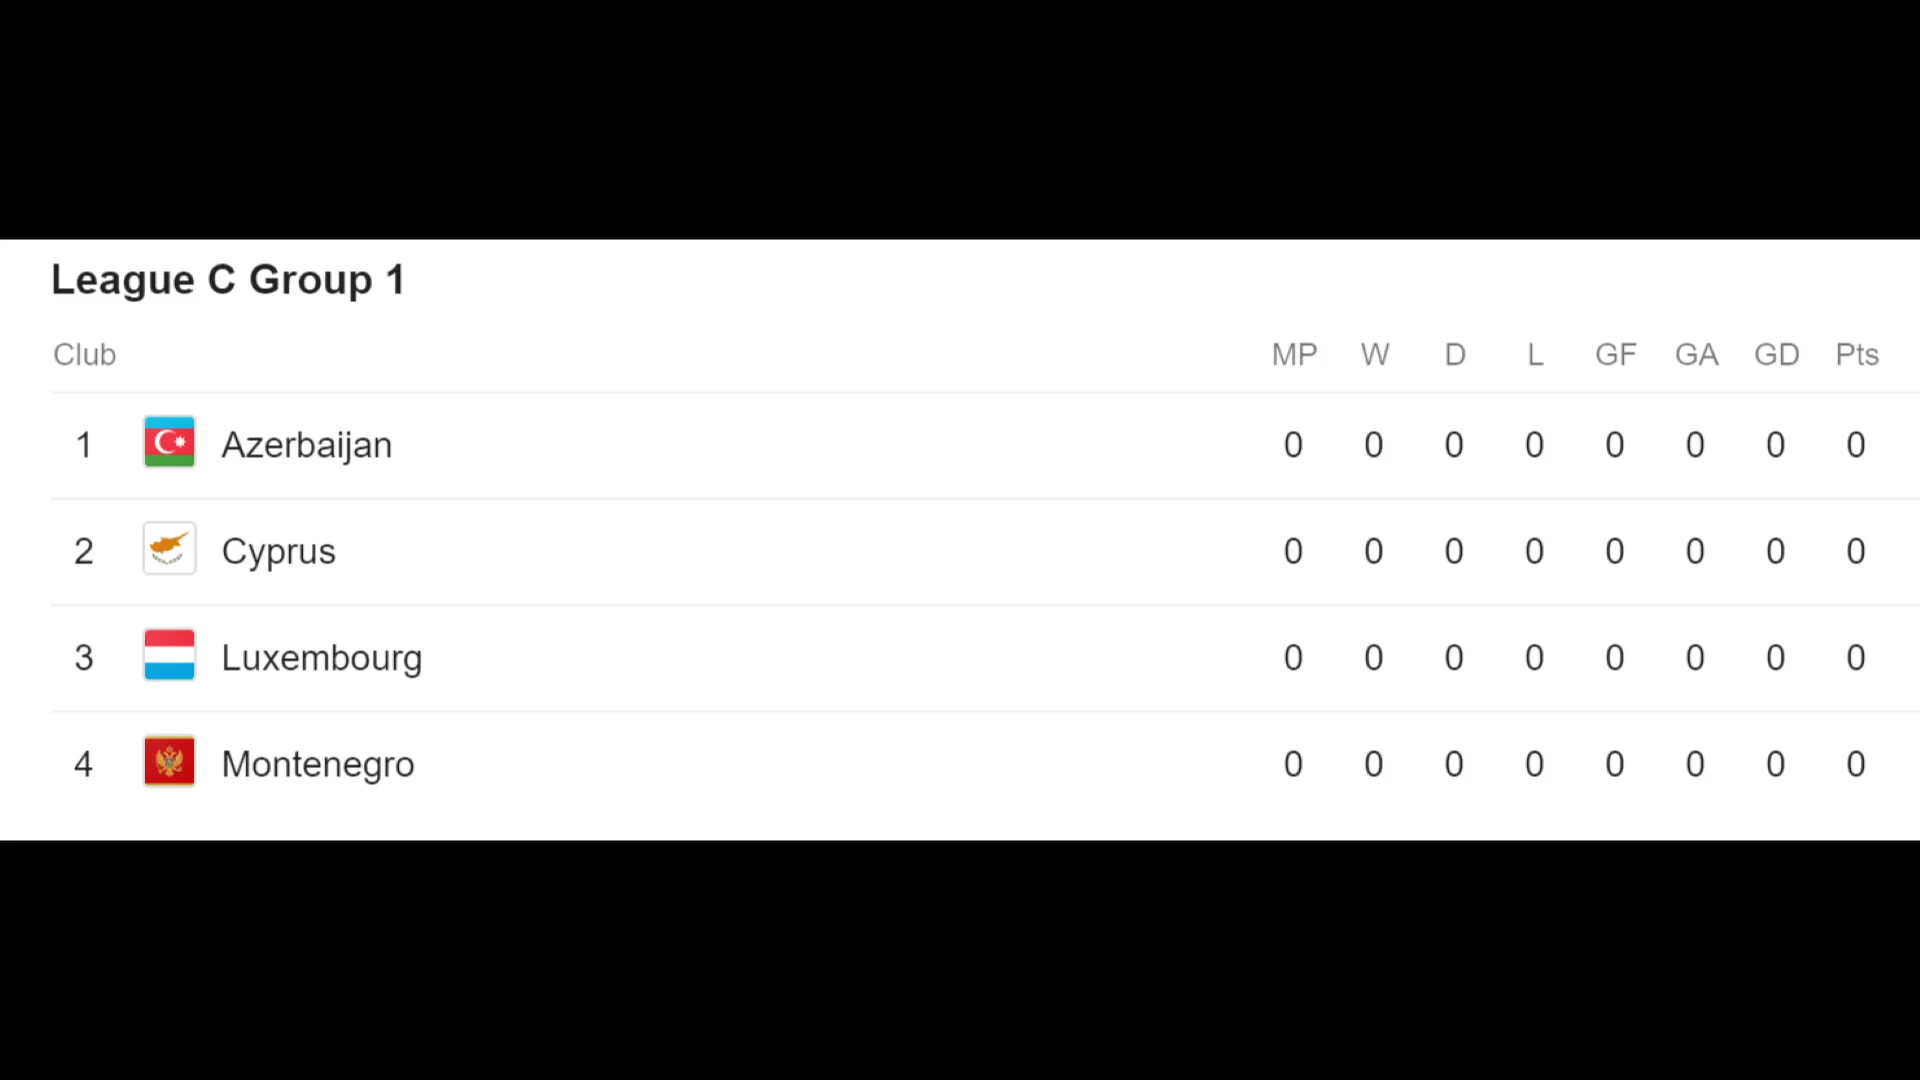 League C Group 1
Club MP W D L GF GA GD Pts
1 Azerbaijan 0 0 0 0 0 0 0 0
2 Cyprus 0 0 0 0 0 0 0 0
3 Luxembourg 0 0 0 0 0 0 0 0
4 Montenegro 0 0 0 0 0 0 0 0